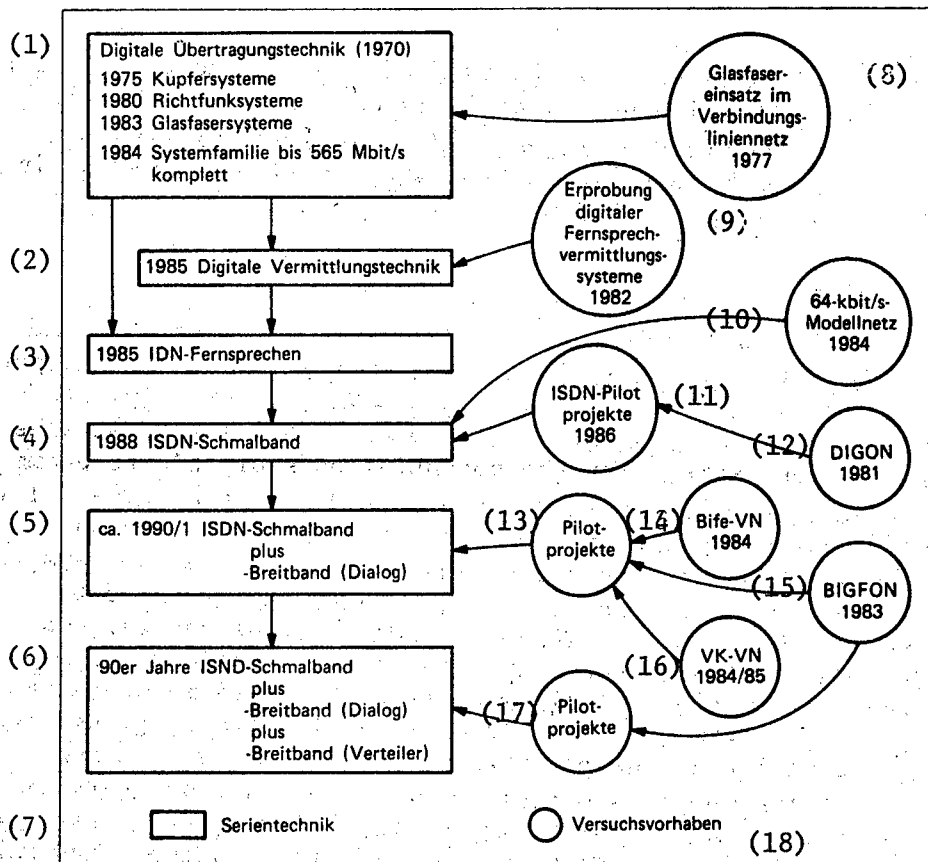 (1)
Digitale Übertragungstechnik (1970)
1975 Kupfersysteme
1980 Richtfunksysteme
1983 Glasfasersysteme
1984 Systemfamilie bis 565 Mbit/s
komplett
Glasfaser-
einsatz im
Verbindungs-
liniennetz
1977
(8)
(2)
1985 Digitale Vermittlungstechnik
Erprobung
digitaler
Fernsprech-
vermittlungs-
systeme
1982
(9)
(3)
1985 IDN-Fernsprechen
(10)
64-kbit/s-
Modellnetz
1984
(4)
1988 ISDN-Schmalband
ISDN-Pilot
projekte
1986
(11)
(12)
DIGON
1981
(5)
ca. 1990/1 ISDN-Schmalband
plus
-Breitband (Dialog)
(13)
Pilot-
projekte
(14)
Bife-VN
1984
(15)
BIGFON
1983
(6)
90er Jahre ISND-Schmalband
plus
-Breitband (Dialog)
plus
-Breitband (Verteiler)
(16)
VK-VN
1984/85
(17)
Pilot-
projekte
(7)
Serientechnik
Versuchsvorhaben
(18)